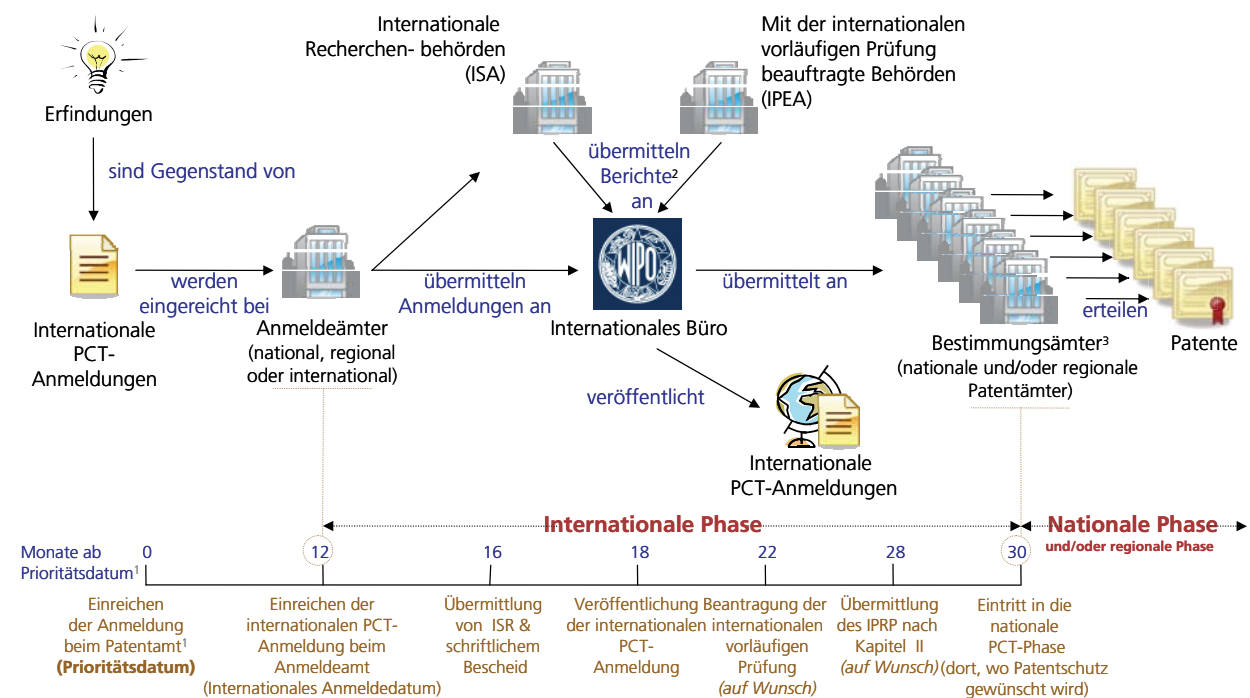 Internationale
Recherchen- behörden
(ISA)
Mit der internationalen
vorläufigen Prüfung
beauftragte Behörden
(IPEA)
Erfindungen
sind Gegenstand von
übermitteln
Berichte²
an
WIPO
werden
eingereicht bei
übermitteln
Anmeldungen an
übermittelt an
erteilen
Internationale
PCT-
Anmeldungen
Anmeldeämter
(national, regional
oder international)
Internationales Büro
Bestimmungsämter³
(nationale und/oder regionale
Patentämter)
Patente
veröffentlicht
Internationale
PCT-Anmeldungen
Internationale Phase
Nationale Phase
und/oder regionale Phase
Monate ab
Prioritätsdatum¹
0
12
16
18
22
28
30
Einreichen
der Anmeldung
beim Patentamt¹
(Prioritätsdatum)
Einreichen der
internationalen PCT-
Anmeldung beim
Anmeldeamt
(Internationales Anmeldedatum)
Übermittlung
von ISR &
schriftlichem
Bescheid
Veröffentlichung
der internationalen
PCT-
Anmeldung
Beantragung der
internationalen
vorläufigen
Prüfung
(auf Wunsch)
Übermittlung
des IPRP nach
Kapitel II
(auf Wunsch)
Eintritt in die
nationale
PCT-Phase
(dort, wo Patentschutz
gewünscht wird)